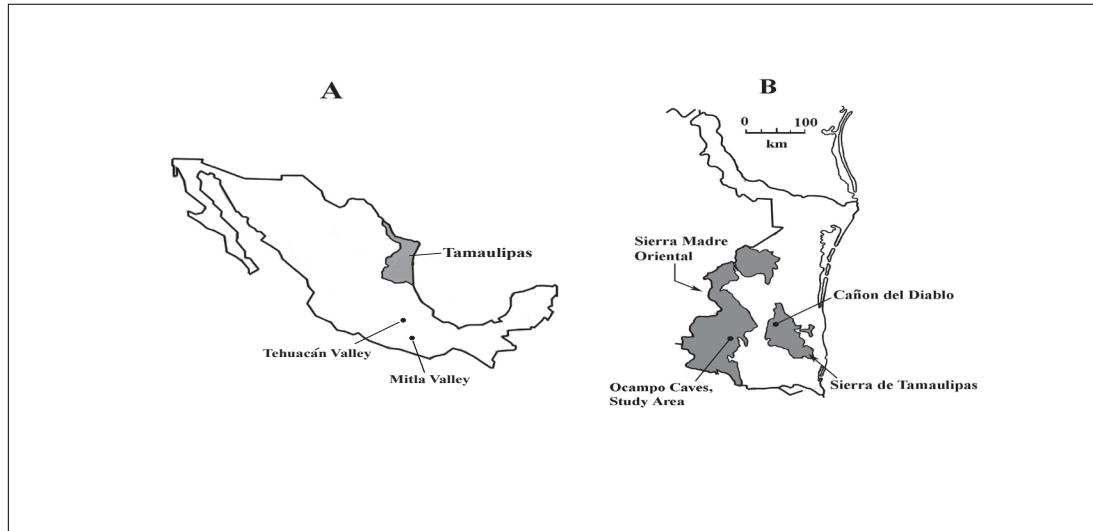 A
Tamaulipas
Tehuacán Valley
Mitla Valley
B
0 100
km
Sierra Madre
Oriental
Cañon del Diablo
Ocampo Caves,
Study Area
Sierra de Tamaulipas